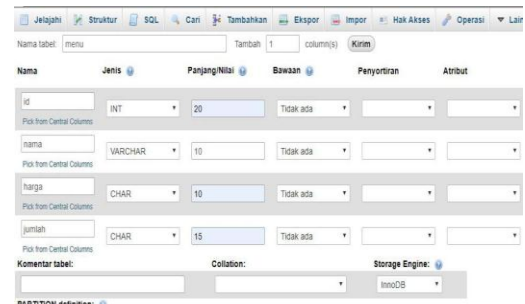 Jelajahi Struktur SQL Cari Tambahkan Ekspor Impor Hak Akses Operasi
Nama tabel: menu Tambah 1 column(s) Kirim
Nama Jenis Panjang/Nilai Bawaan Penyortiran Atribut
id INT 20 Tidak ada
Pick from Central Columns
nama VARCHAR 10 Tidak ada
Pick from Central Columns
harga CHAR 10 Tidak ada
Pick from Central Columns
jumlah CHAR 15 Tidak ada
Pick from Central Columns
Komentar tabel: Collation: Storage Engine:
InnoDB
PARTITION definition: